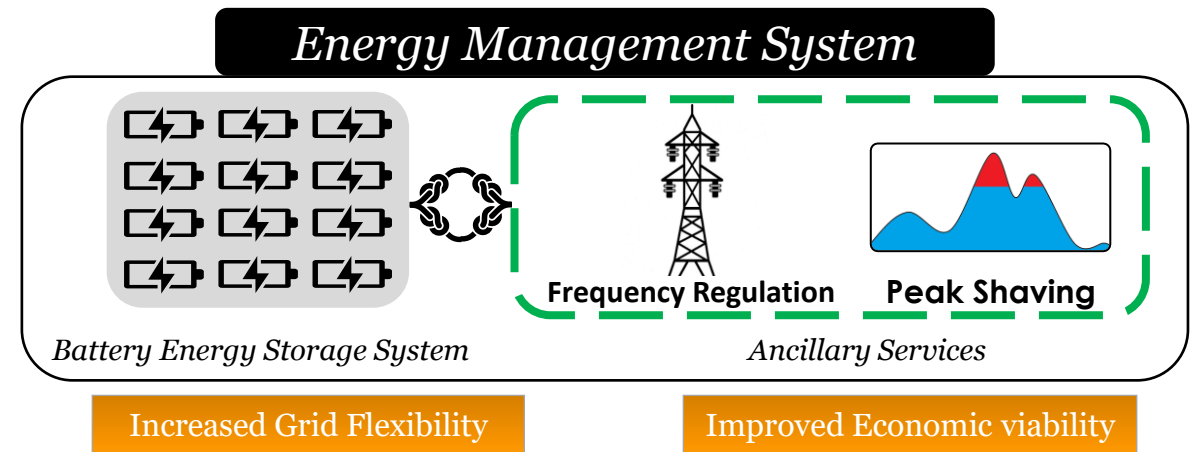 Energy Management System
Frequency Regulation
Peak Shaving
Battery Energy Storage System
Ancillary Services
Increased Grid Flexibility
Improved Economic viability